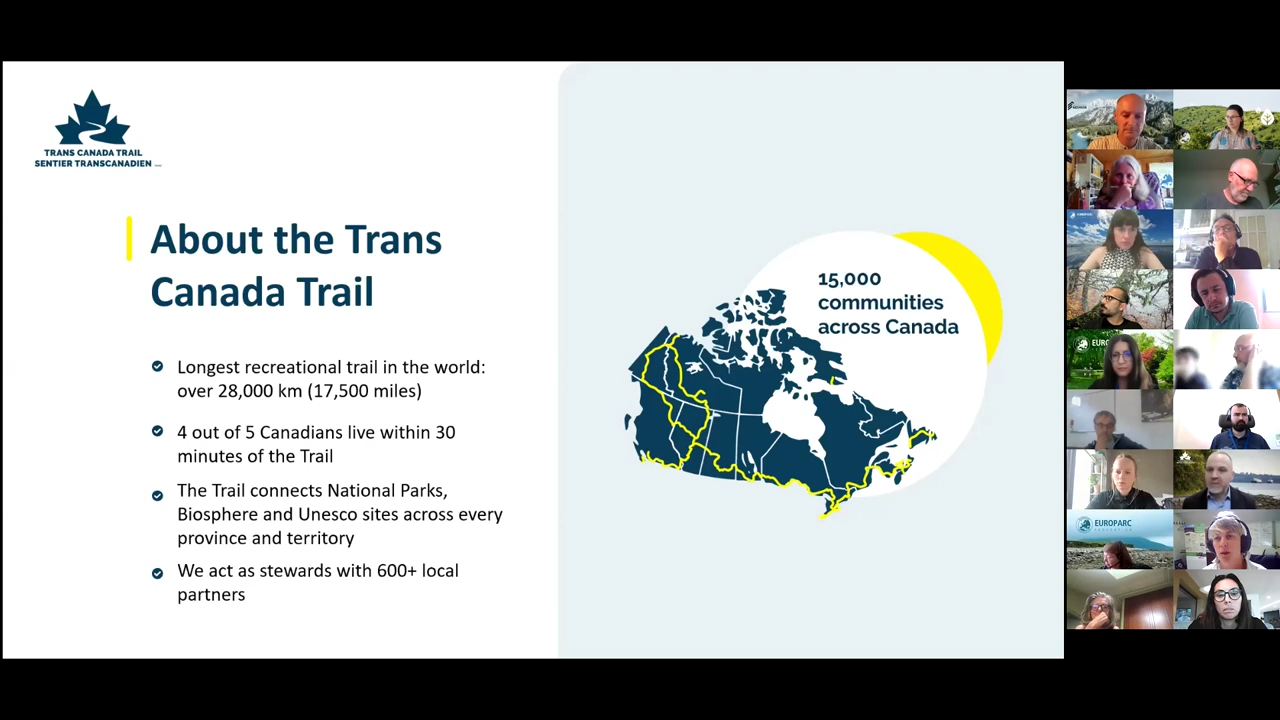 TRANS CANADA TRAIL
SENTIER TRANSCANADIEN
About the Trans
Canada Trail
Longest recreational trail in the world:
over 28,000 km (17,500 miles)
4 out of 5 Canadians live within 30
minutes of the Trail
The Trail connects National Parks,
Biosphere and Unesco sites across every
province and territory
We act as stewards with 600+ local
partners
15,000
communities
across Canada
EUROPARC